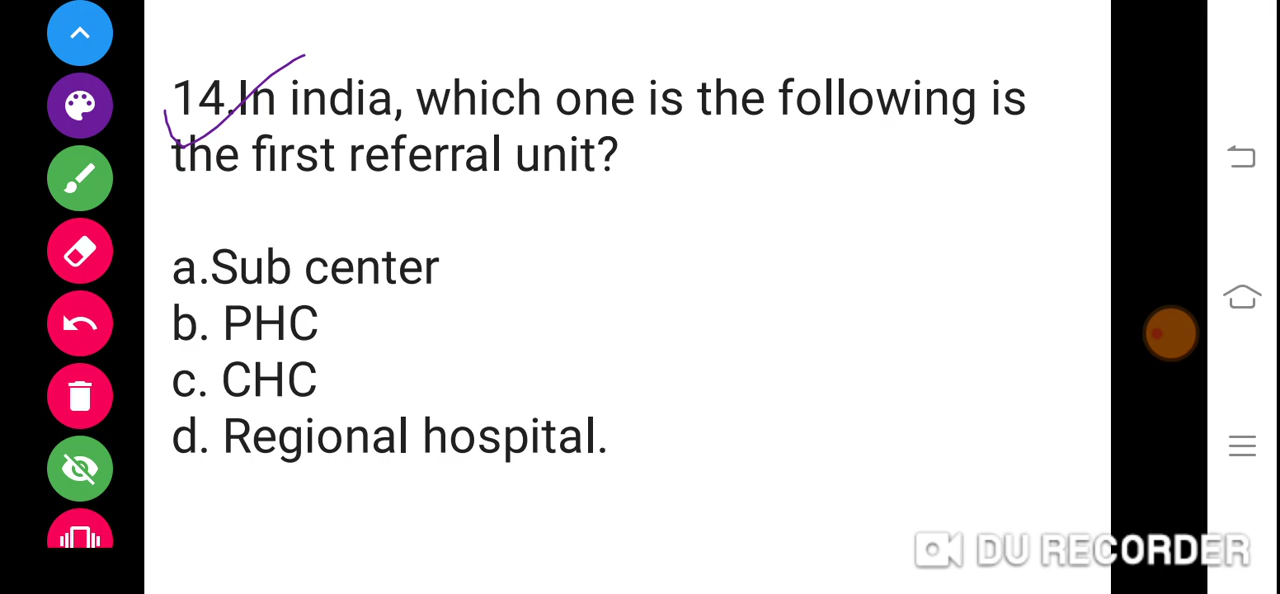 14.In india, which one is the following is
the first referral unit?
a.Sub center
b. PHC
c. CHC
d. Regional hospital.
DU RECORDER